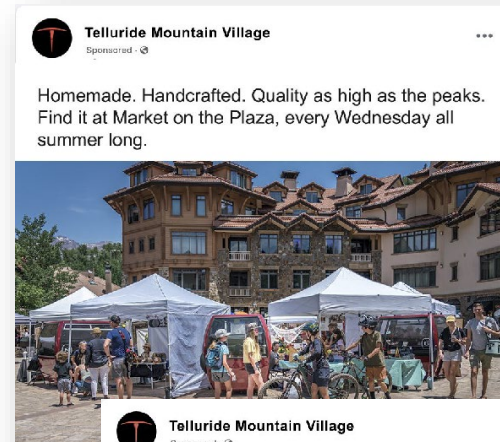 Telluride Mountain Village
Sponsored ·
Homemade. Handcrafted. Quality as high as the peaks.
Find it at Market on the Plaza, every Wednesday all
summer long.
Telluride Mountain Village